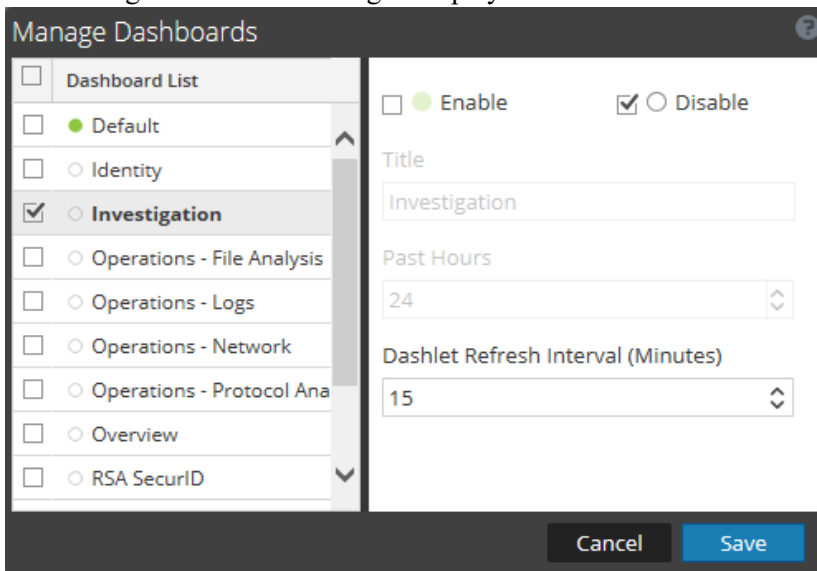 Manage Dashboards
Dashboard List
Default
Identity
Investigation
Operations - File Analysis
Operations - Logs
Operations - Network
Operations - Protocol Ana
Overview
RSA SecurID
Enable
Disable
Title
Investigation
Past Hours
24
Dashlet Refresh Interval (Minutes)
15
Cancel
Save